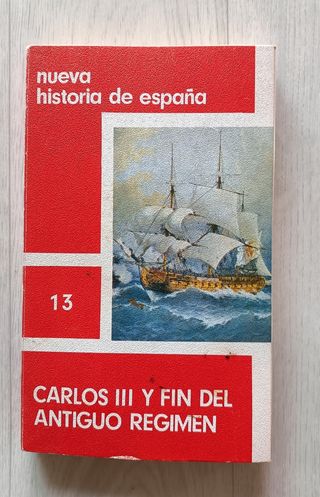 nueva
historia de españa
13
CARLOS III Y FIN DEL
ANTIGUO REGIMEN